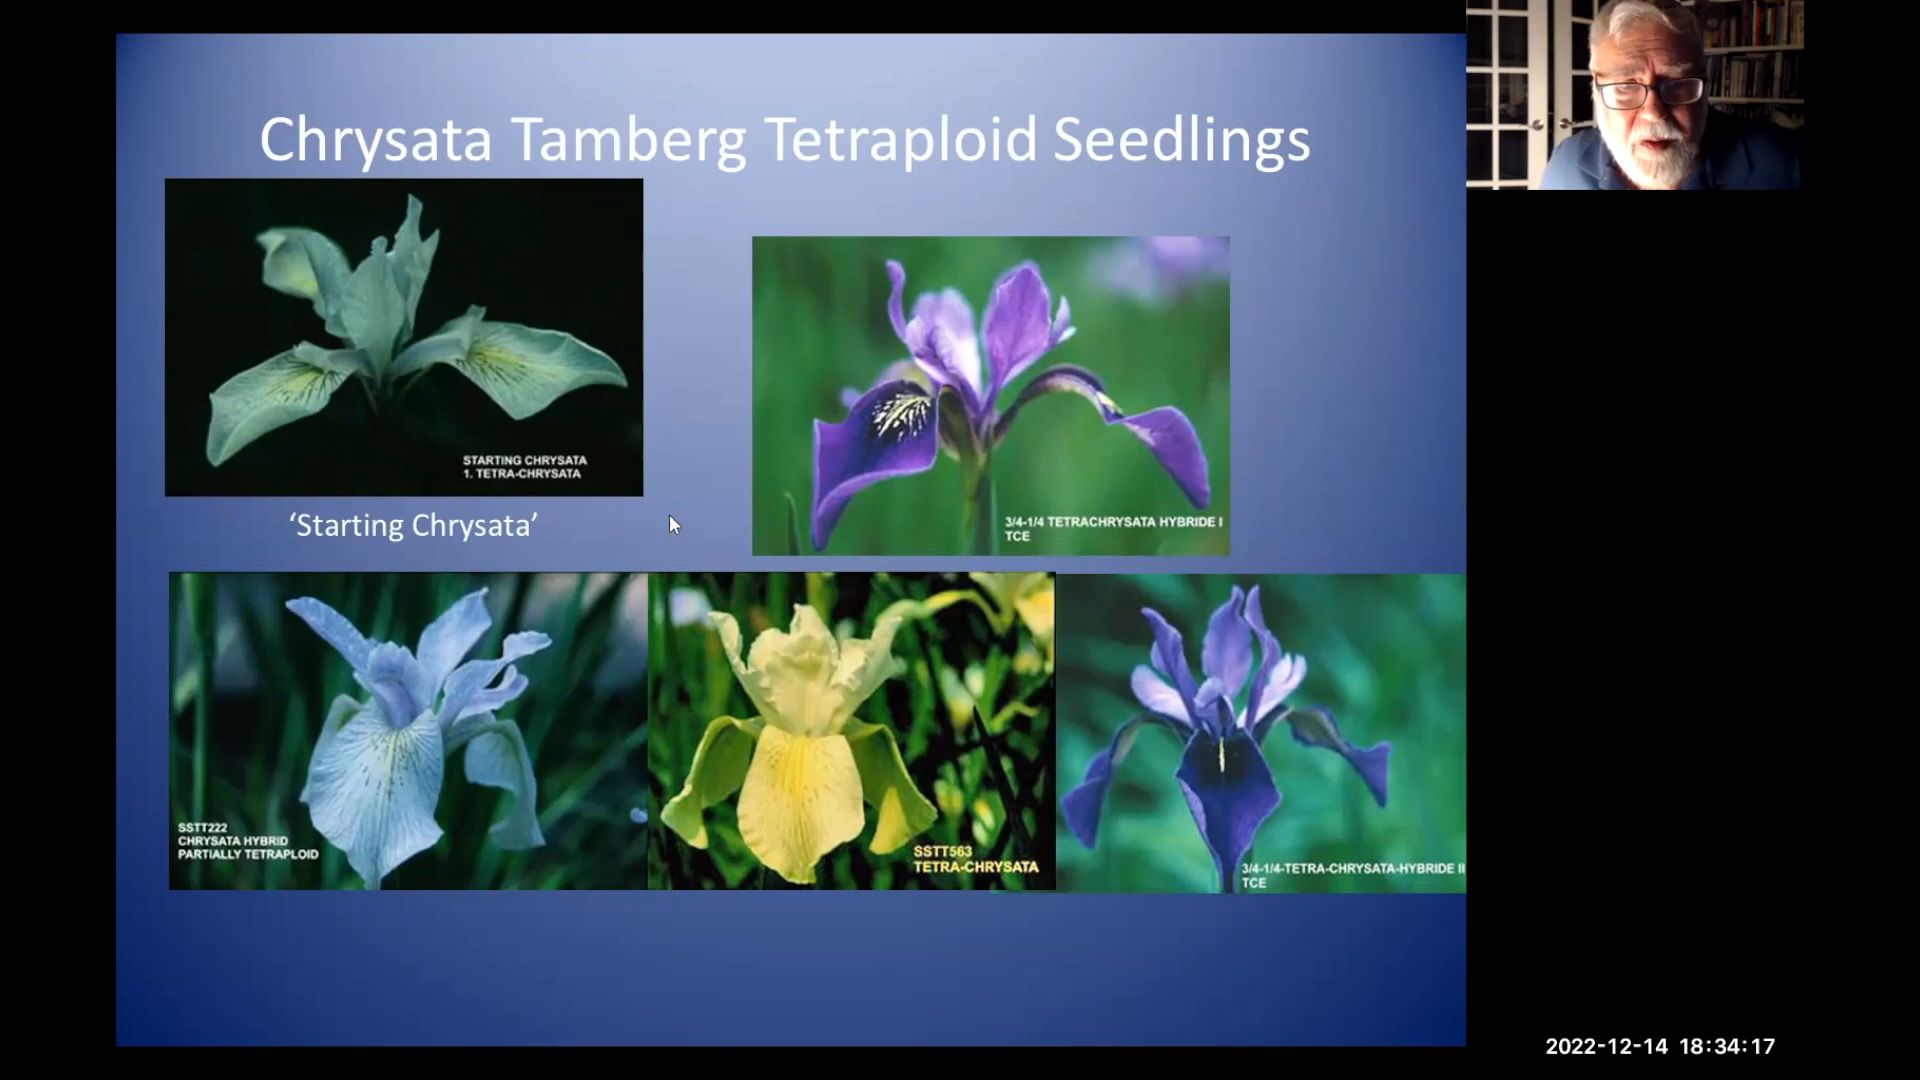 Chrysata Tamberg Tetraploid Seedlings
STARTING CHRYSATA
1. TETRA-CHRYSATA
‘Starting Chrysata’
3/4-1/4 TETRACHRYSATA HYBRIDE I
TCE
SSTT222
CHRYSATA HYBRID
PARTIALLY TETRAPLOID
SSTT563
TETRA-CHRYSATA
3/4-1/4-TETRA-CHRYSATA-HYBRIDE II
TCE
2022-12-14 18:34:17